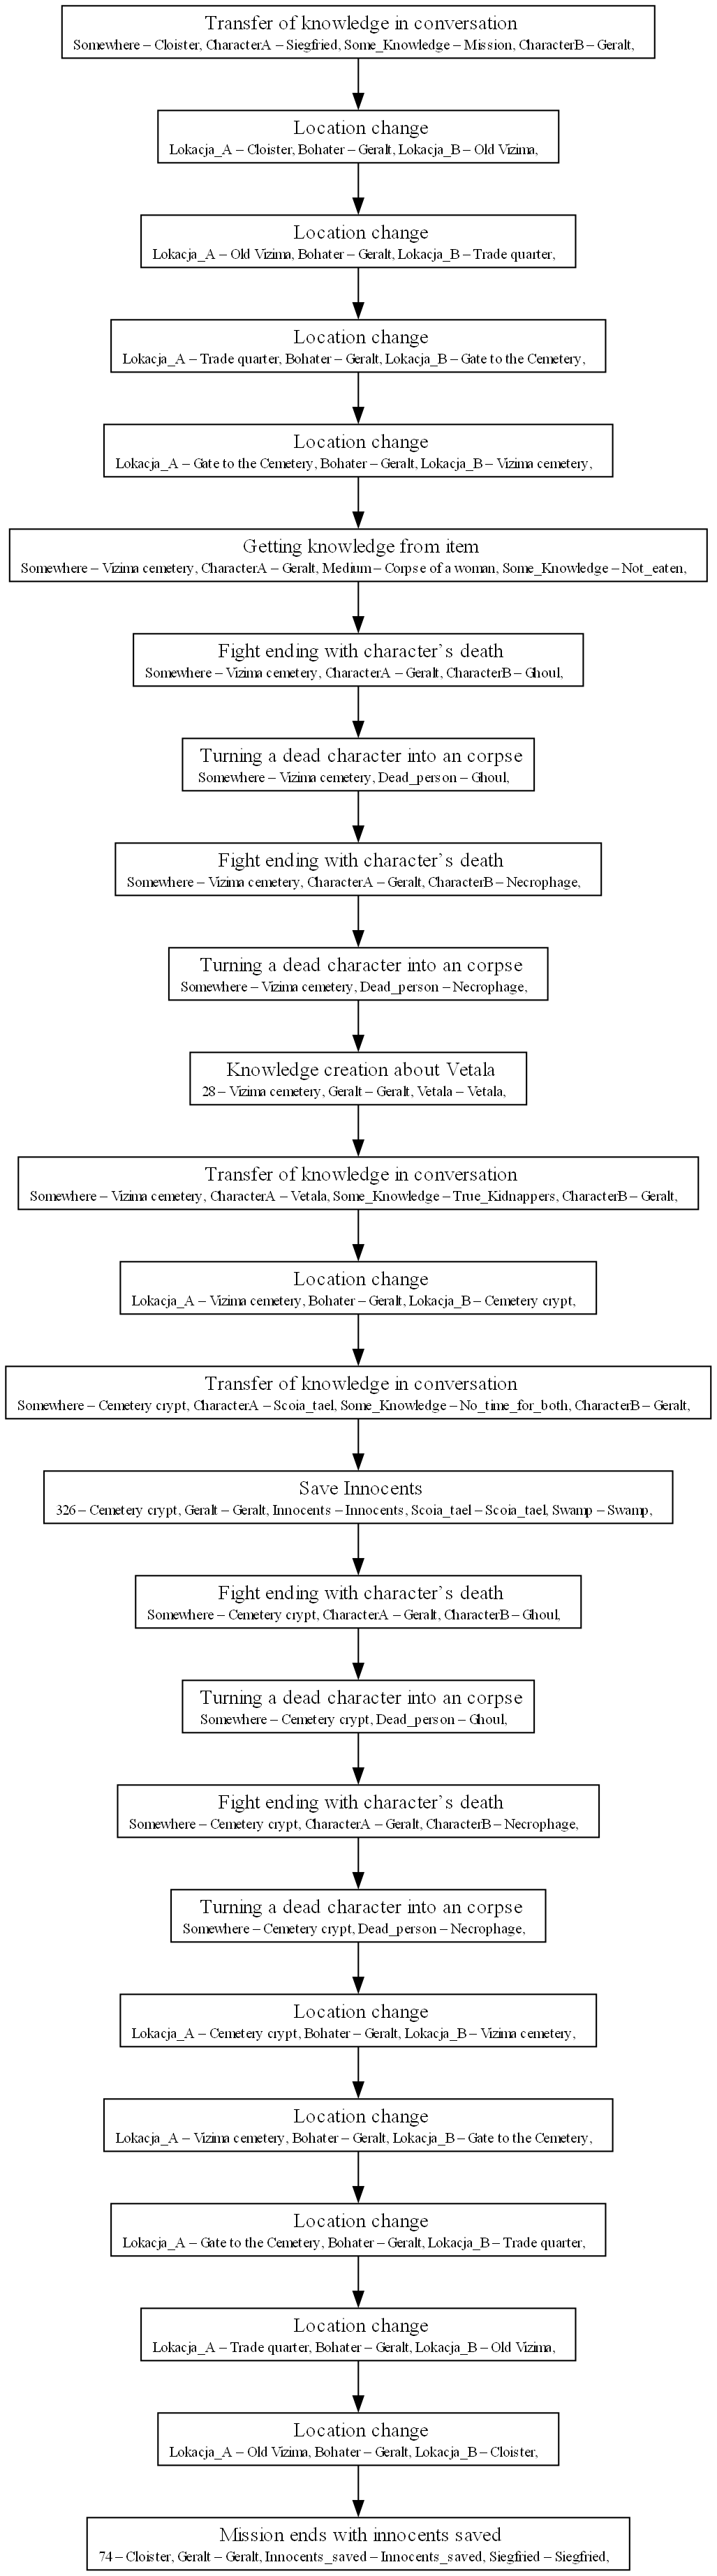 Transfer of knowledge in conversation
Somewhere – Cloister, CharacterA – Siegfried, Some_Knowledge – Mission, CharacterB – Geralt,
Location change
Lokacja_A – Cloister, Bohater – Geralt, Lokacja_B – Old Vizima,
Location change
Lokacja_A – Old Vizima, Bohater – Geralt, Lokacja_B – Trade quarter,
Location change
Lokacja_A – Trade quarter, Bohater – Geralt, Lokacja_B – Gate to the Cemetery,
Location change
Lokacja_A – Gate to the Cemetery, Bohater – Geralt, Lokacja_B – Vizima cemetery,
Getting knowledge from item
Somewhere – Vizima cemetery, CharacterA – Geralt, Medium – Corpse of a woman, Some_Knowledge – Not_eaten,
Fight ending with character's death
Somewhere – Vizima cemetery, CharacterA – Geralt, CharacterB – Ghoul,
Turning a dead character into an corpse
Somewhere – Vizima cemetery, Dead_person – Ghoul,
Fight ending with character's death
Somewhere – Vizima cemetery, CharacterA – Geralt, CharacterB – Necrophage,
Turning a dead character into an corpse
Somewhere – Vizima cemetery, Dead_person – Necrophage,
Knowledge creation about Vetala
28 – Vizima cemetery, Geralt – Geralt, Vetala – Vetala,
Transfer of knowledge in conversation
Somewhere – Vizima cemetery, CharacterA – Vetala, Some_Knowledge – True_Kidnappers, CharacterB – Geralt,
Location change
Lokacja_A – Vizima cemetery, Bohater – Geralt, Lokacja_B – Cemetery crypt,
Transfer of knowledge in conversation
Somewhere – Cemetery crypt, CharacterA – Scoia_tael, Some_Knowledge – No_time_for_both, CharacterB – Geralt,
Save Innocents
326 – Cemetery crypt, Geralt – Geralt, Innocents – Innocents, Scoia_tael – Scoia_tael, Swamp – Swamp,
Fight ending with character's death
Somewhere – Cemetery crypt, CharacterA – Geralt, CharacterB – Ghoul,
Turning a dead character into an corpse
Somewhere – Cemetery crypt, Dead_person – Ghoul,
Fight ending with character's death
Somewhere – Cemetery crypt, CharacterA – Geralt, CharacterB – Necrophage,
Turning a dead character into an corpse
Somewhere – Cemetery crypt, Dead_person – Necrophage,
Location change
Lokacja_A – Cemetery crypt, Bohater – Geralt, Lokacja_B – Vizima cemetery,
Location change
Lokacja_A – Vizima cemetery, Bohater – Geralt, Lokacja_B – Gate to the Cemetery,
Location change
Lokacja_A – Gate to the Cemetery, Bohater – Geralt, Lokacja_B – Trade quarter,
Location change
Lokacja_A – Trade quarter, Bohater – Geralt, Lokacja_B – Old Vizima,
Location change
Lokacja_A – Old Vizima, Bohater – Geralt, Lokacja_B – Cloister,
Mission ends with innocents saved
74 – Cloister, Geralt – Geralt, Innocents_saved – Innocents_saved, Siegfried – Siegfried,